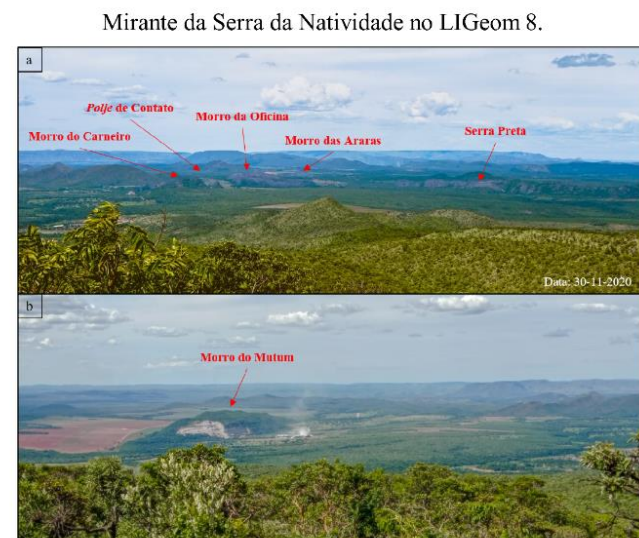 Mirante da Serra da Natividade no LIGeom 8.
a
Polje de Contato
Morro da Oficina
Morro do Carneiro
Morro das Araras
Serra Preta
Data: 30-11-2020
b
Morro do Mutum